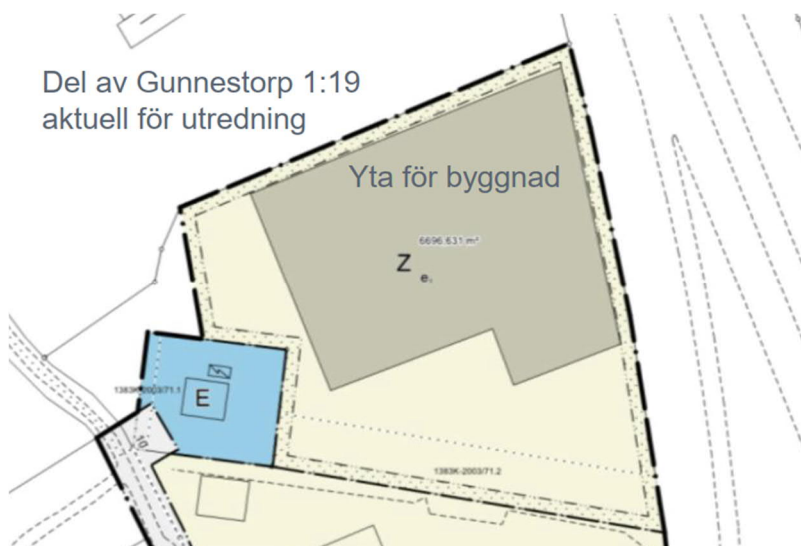 Del av Gunnestorp 1:19
aktuell för utredning
Yta för byggnad
6696.631 m²
Z
e₁
1383K-2003/71.1
E
10
1383K-2003/71.2